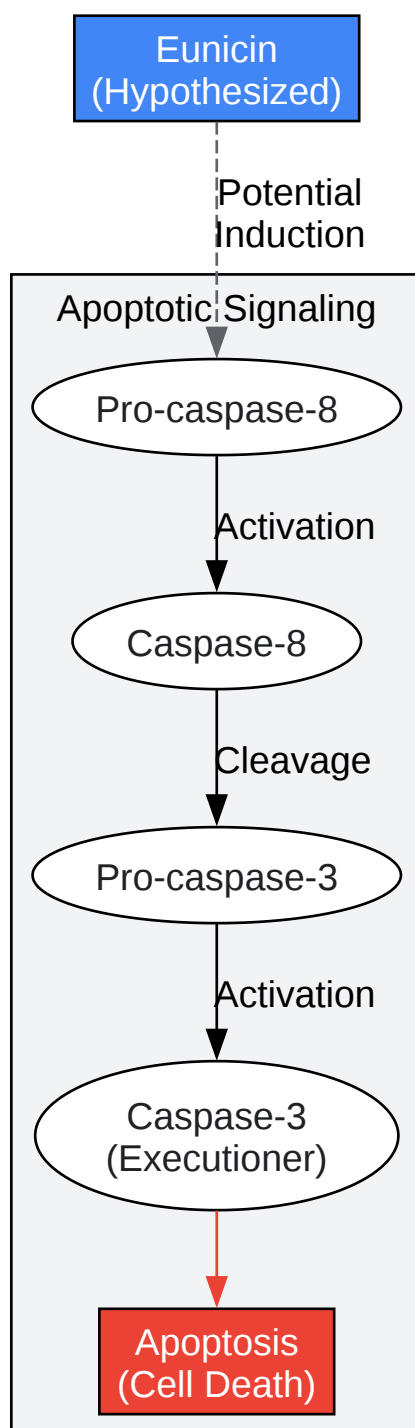 Eunicin
(Hypothesized)
Potential
Induction
Apoptotic Signaling
Pro-caspase-8
Activation
Caspase-8
Cleavage
Pro-caspase-3
Activation
Caspase-3
(Executioner)
Apoptosis
(Cell Death)